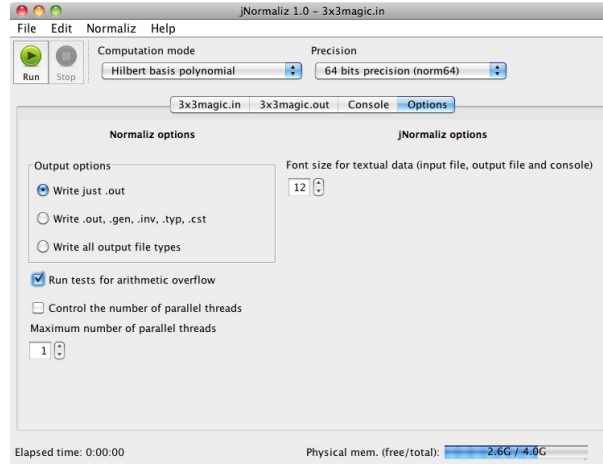 jNormaliz 1.0 – 3x3magic.in
File Edit Normaliz Help
Run Stop
Computation mode
Hilbert basis polynomial
Precision
64 bits precision (norm64)
3x3magic.in 3x3magic.out Console Options
Normaliz options
Output options
Write just .out
Write .out, .gen, .inv, .typ, .cst
Write all output file types
Run tests for arithmetic overflow
Control the number of parallel threads
Maximum number of parallel threads
1
jNormaliz options
Font size for textual data (input file, output file and console)
12
Elapsed time: 0:00:00
Physical mem. (free/total): 2.6G / 4.0G